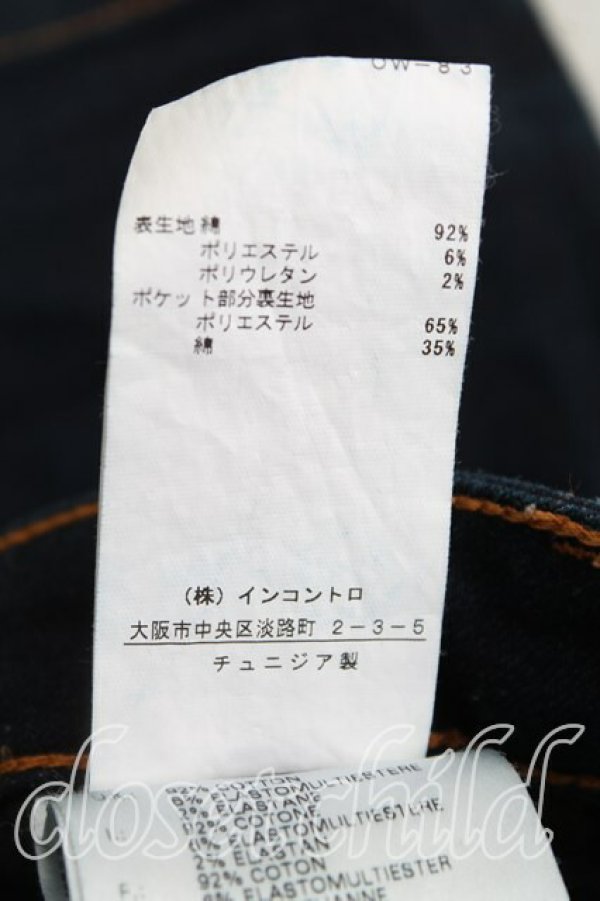 OW-83
表生地 綿 92%
ポリエステル 6%
ポリウレタン 2%
ポケット部分裏生地
ポリエステル 65%
綿 35%
(株) インコントロ
大阪市中央区淡路町 2-3-5
チュニジア製
92% COTTON
6% ELASTOMULTIESTERE
2% ELASTANE
92% COTONE
ELASTOMULTIESTERE
2% ELASTAN
92% COTTON
6% ELASTOMULTIESTER
closetchild